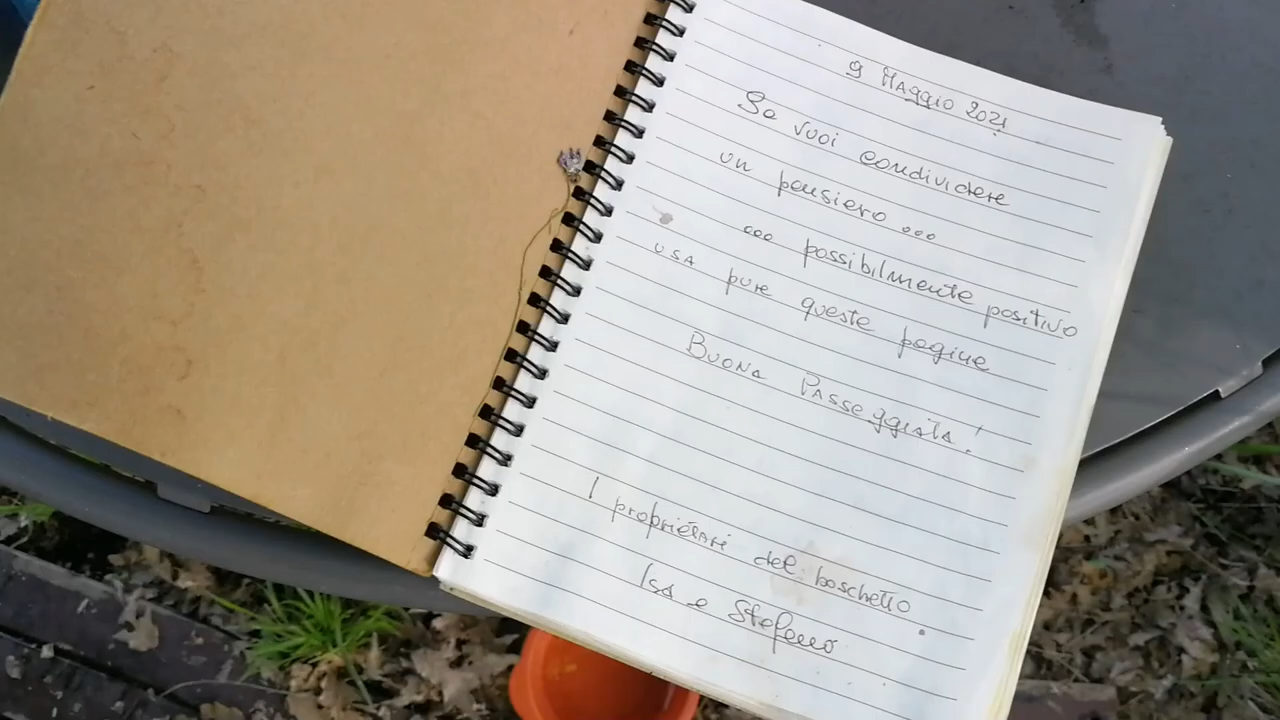 9 Maggio 2021
Se vuoi condividere
un pensiero ...
... possibilmente positivo
usa pure queste pagine
Buona Passeggiata!
I proprietari del boschetto.
Isa e Stefano